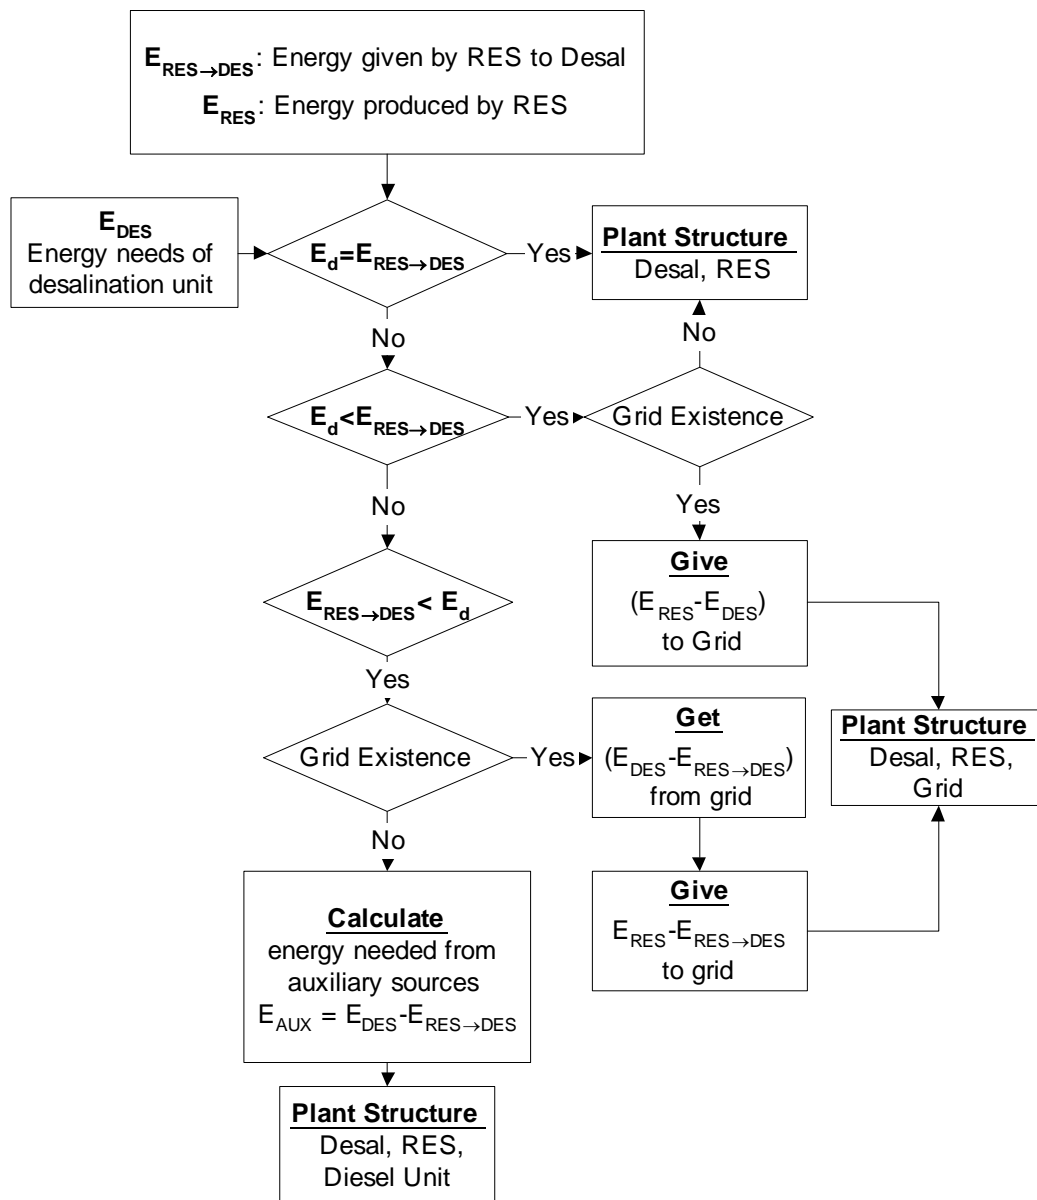 E_RES→DES: Energy given by RES to Desal
E_RES: Energy produced by RES
E_DES
Energy needs of
desalination unit
E_d=E_RES→DES
Yes
Plant Structure
Desal, RES
No
No
E_d<E_RES→DES
Yes
Grid Existence
No
Yes
E_RES→DES< E_d
Give
(E_RES-E_DES)
to Grid
Yes
Grid Existence
Yes
Get
(E_DES-E_RES→DES)
from grid
Plant Structure
Desal, RES,
Grid
No
Calculate
energy needed from
auxiliary sources
E_AUX = E_DES-E_RES→DES
Give
E_RES-E_RES→DES
to grid
Plant Structure
Desal, RES,
Diesel Unit